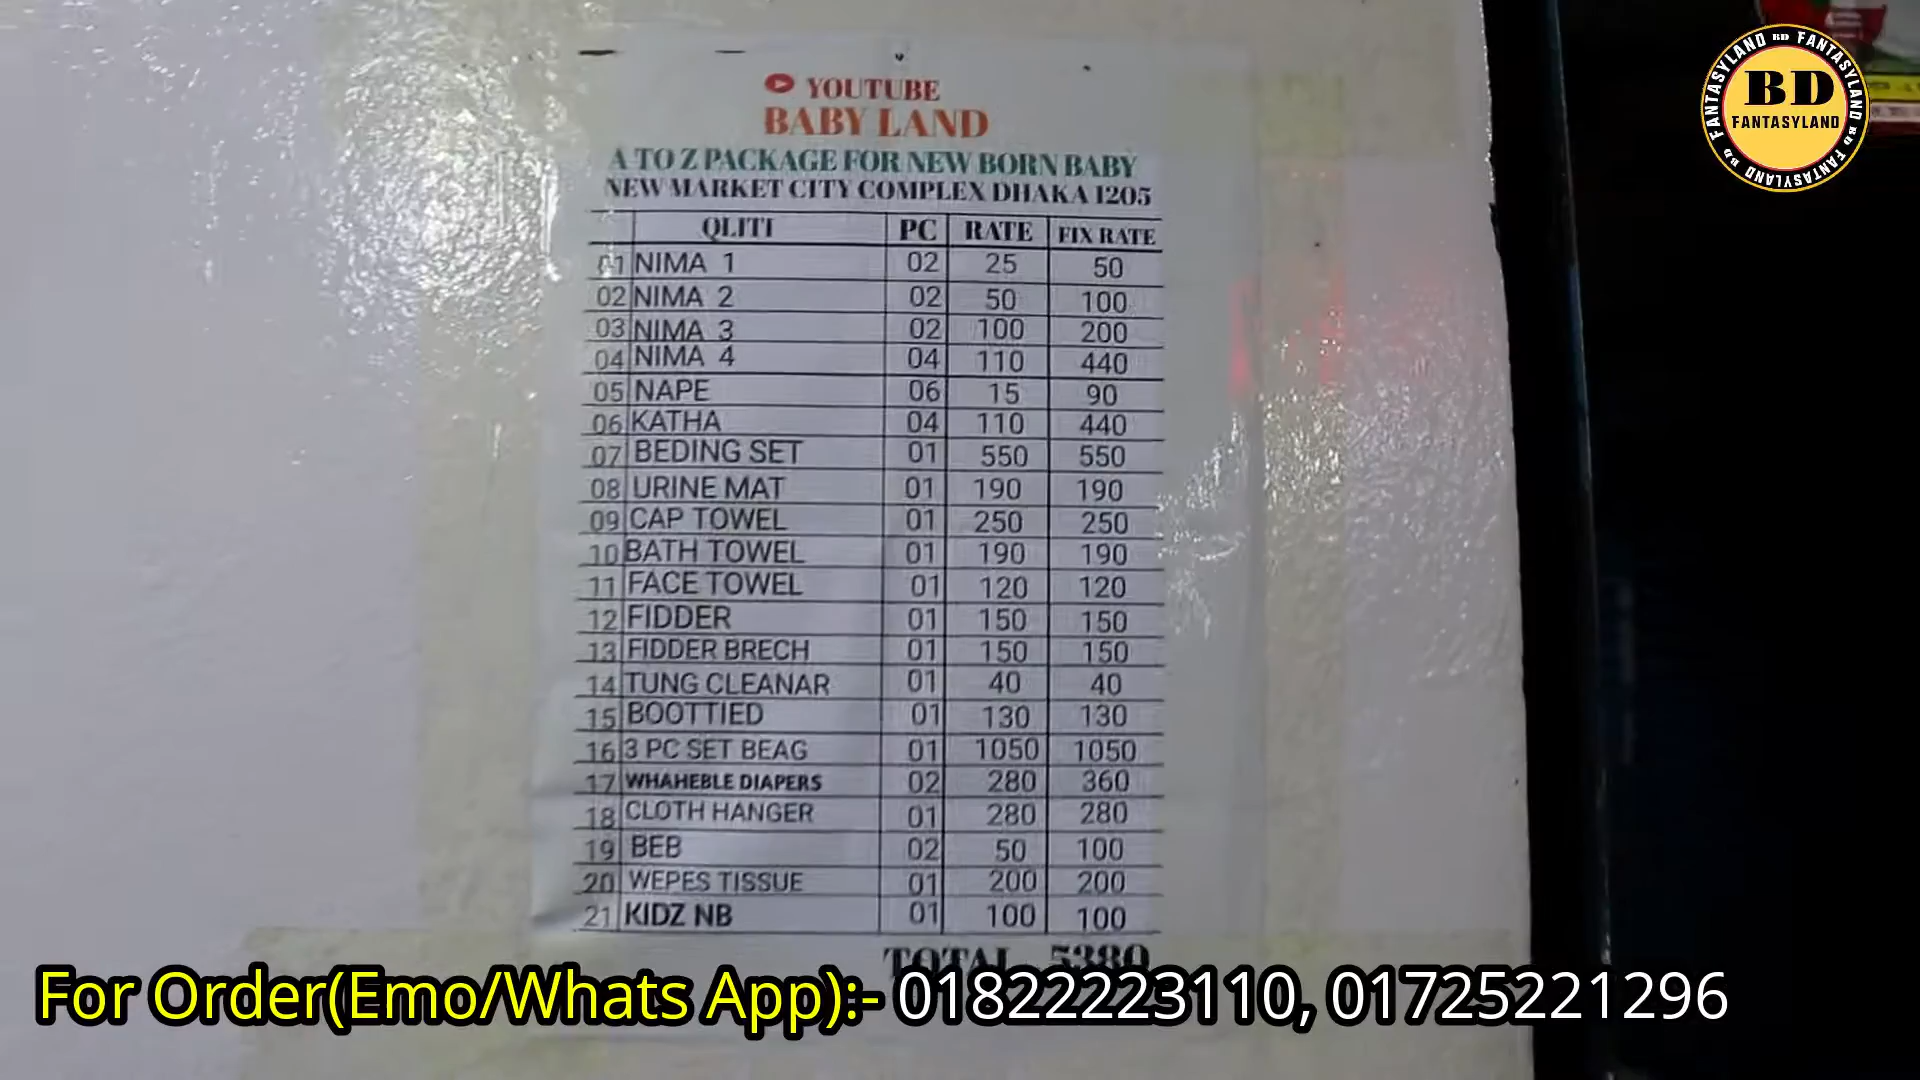 YOUTUBE
BABY LAND
A TO Z PACKAGE FOR NEW BORN BABY
NEW MARKET CITY COMPLEX DHAKA 1205
QLITI PC RATE FIX RATE
01 NIMA 1 02 25 50
02 NIMA 2 02 50 100
03 NIMA 3 02 100 200
04 NIMA 4 04 110 440
05 NAPE 06 15 90
06 KATHA 04 110 440
07 BEDING SET 01 550 550
08 URINE MAT 01 190 190
09 CAP TOWEL 01 250 250
10 BATH TOWEL 01 190 190
11 FACE TOWEL 01 120 120
12 FIDDER 01 150 150
13 FIDDER BRECH 01 150 150
14 TUNG CLEANAR 01 40 40
15 BOOTTIED 01 130 130
16 3 PC SET BEAG 01 1050 1050
17 WHAHEBLE DIAPERS 02 280 360
18 CLOTH HANGER 01 280 280
19 BEB 02 50 100
20 WEPES TISSUE 01 200 200
21 KIDZ NB 01 100 100
TOTAL 5380
For Order(Emo/Whats App):- 01822223110, 01725221296
BD FANTASYLAND BD FANTASYLAND BD FANTASYLAND
BD
FANTASYLAND